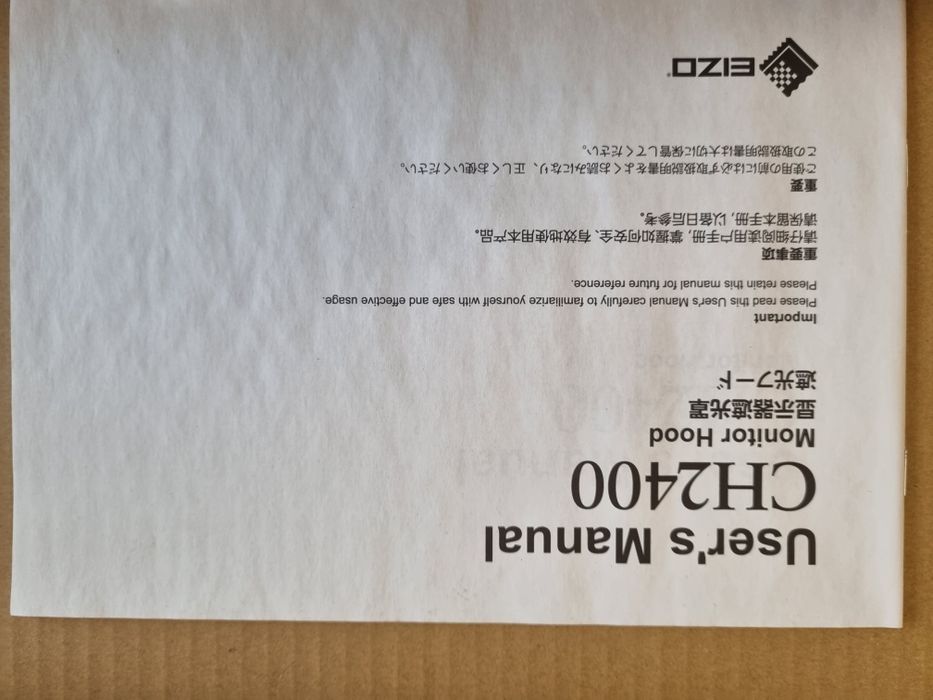 User's Manual
CH2400
Monitor Hood
显示器遮光罩
遮光フード
Important
Please read this User's Manual carefully to familiarize yourself with safe and effective usage.
Please retain this manual for future reference.
重要事项
请仔细阅读用户手册，掌握如何安全、有效地使用本产品。
请保留本手册，以备日后参考。
重要
ご使用の前には必ず取扱説明書をよくお読みになり、正しくお使いください。
この取扱説明書は大切に保管してください。
EIZO®